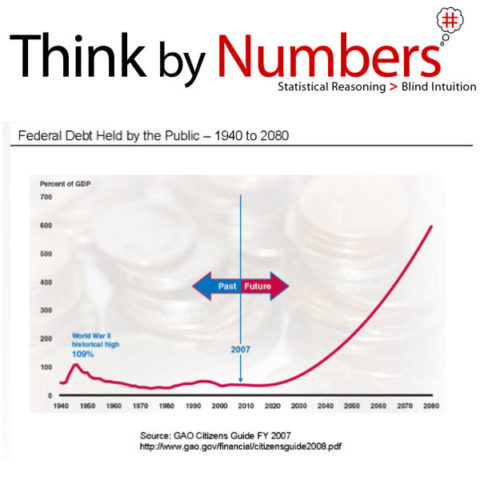 #
Think by Numbers
Statistical Reasoning > Blind Intuition
Federal Debt Held by the Public – 1940 to 2080
Percent of GDP
700
600
500
400
300
200
100
0
Past Future
World War II
historical high
109%
2007
1940 1950 1960 1970 1980 1990 2000 2010 2020 2030 2040 2050 2060 2070 2080
Source: GAO Citizens Guide FY 2007
http://www.gao.gov/financial/citizensguide2008.pdf